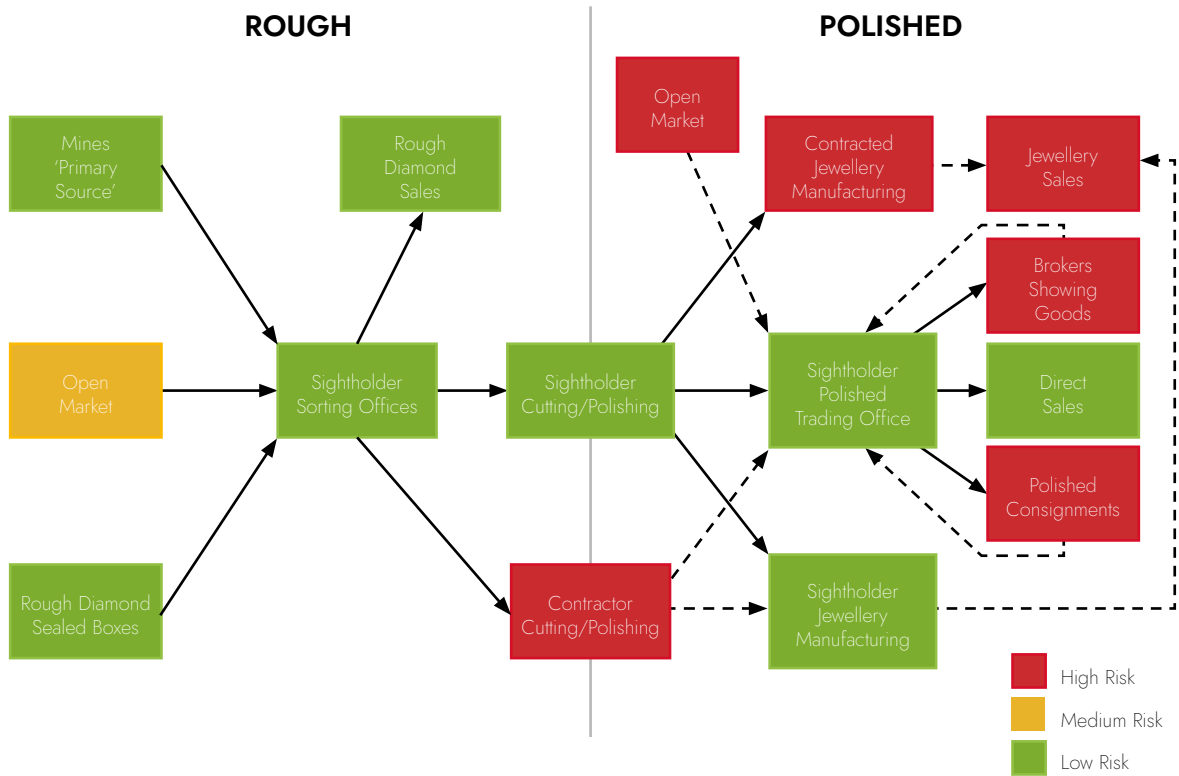 ROUGH
POLISHED
Open
Market
Mines
‘Primary
Source’
Rough
Diamond
Sales
Contracted
Jewellery
Manufacturing
Jewellery
Sales
Brokers
Showing
Goods
Open
Market
Sightholder
Sorting Offices
Sightholder
Cutting/Polishing
Sightholder
Polished
Trading Office
Direct
Sales
Polished
Consignments
Rough Diamond
Sealed Boxes
Contractor
Cutting/Polishing
Sightholder
Jewellery
Manufacturing
High Risk
Medium Risk
Low Risk